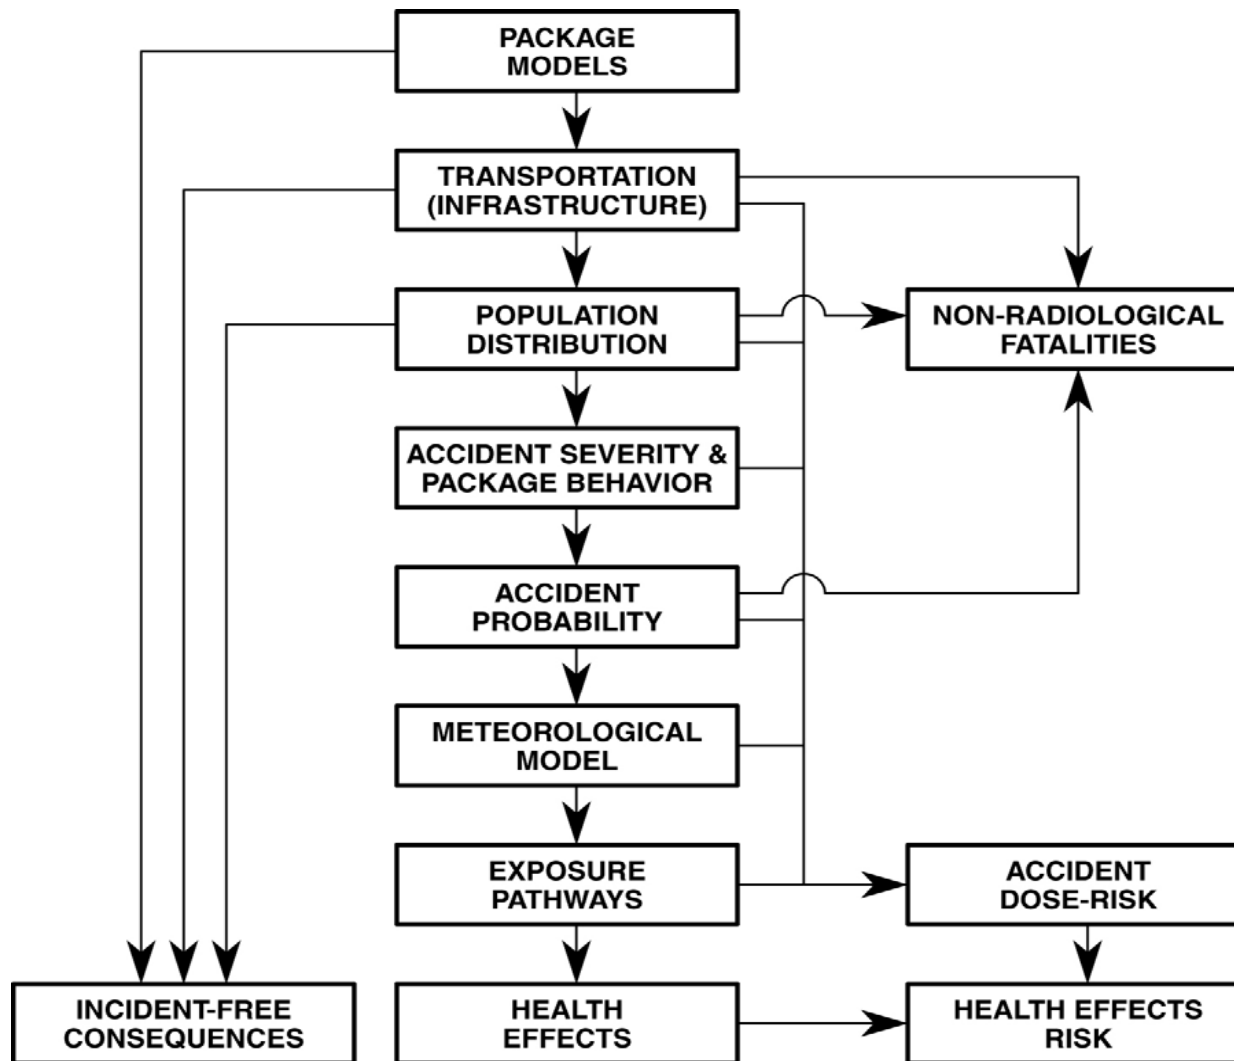 PACKAGE
MODELS
TRANSPORTATION
(INFRASTRUCTURE)
POPULATION
DISTRIBUTION
NON-RADIOLOGICAL
FATALITIES
ACCIDENT SEVERITY &
PACKAGE BEHAVIOR
ACCIDENT
PROBABILITY
METEOROLOGICAL
MODEL
EXPOSURE
PATHWAYS
ACCIDENT
DOSE-RISK
INCIDENT-FREE
CONSEQUENCES
HEALTH
EFFECTS
HEALTH EFFECTS
RISK